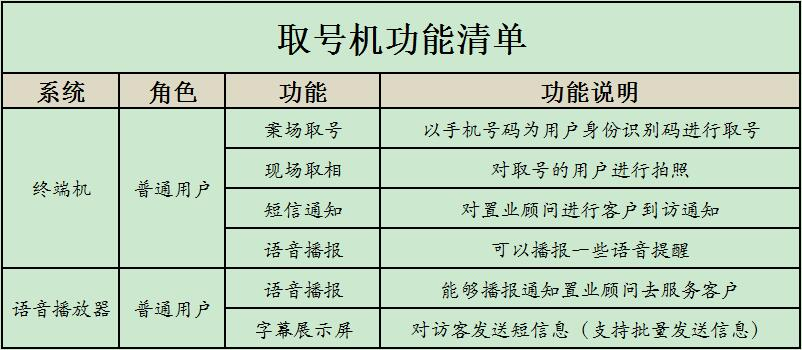 取号机功能清单
系统 角色 功能 功能说明
终端机 普通用户 案场取号 以手机号码为用户身份识别码进行取号
现场取相 对取号的用户进行拍照
短信通知 对置业顾问进行客户到访通知
语音播报 可以播报一些语音提醒
语音播放器 普通用户 语音播报 能够播报通知置业顾问去服务客户
字幕展示屏 对访客发送短信息（支持批量发送信息）